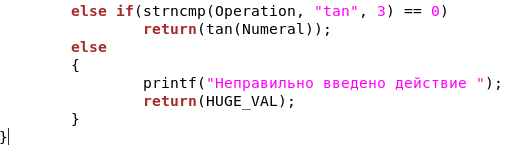 else if(strncmp(Operation, "tan", 3) == 0)
return(tan(Numeral));
else
{
printf("Неправильно введено действие ");
return(HUGE_VAL);
}
}